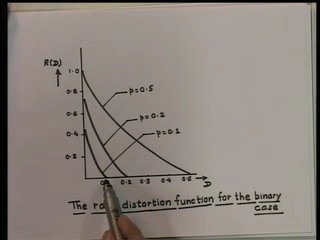 R(D)
1.0
0.8
0.6
0.4
0.2
p=0.5
p=0.2
p=0.1
0.2 0.3 0.4 0.5 D
The rate distortion function for the binary
case